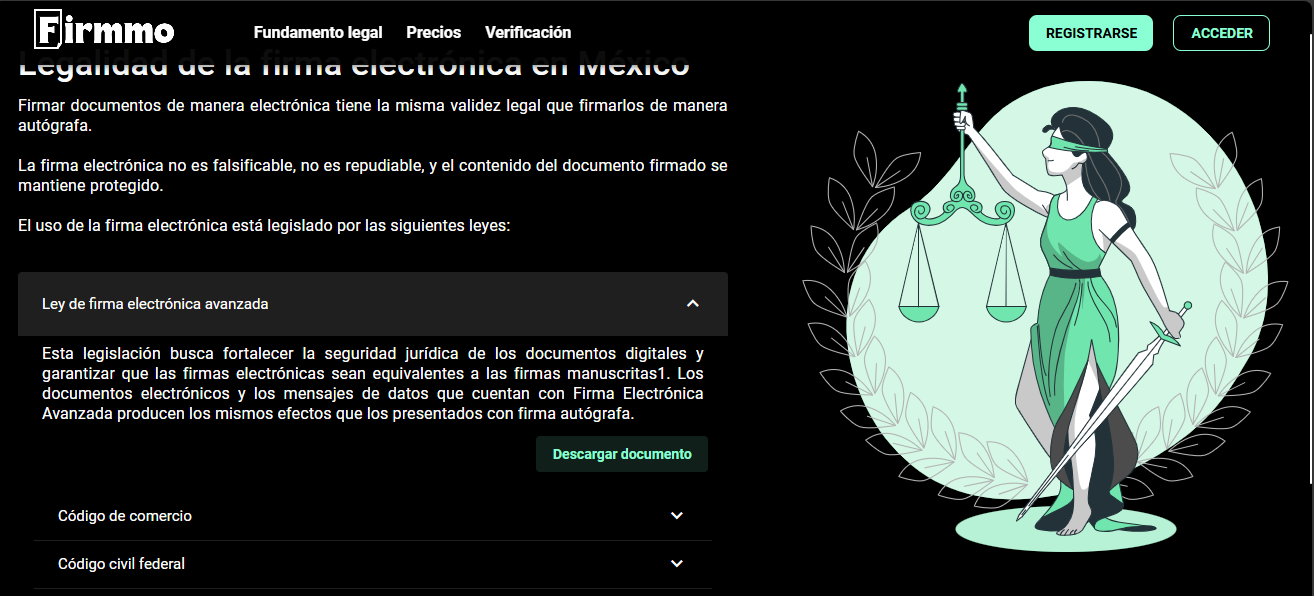 Firmmo
Fundamento legal
Precios
Verificación
REGISTRARSE
ACCEDER
Legalidad de la firma electrónica en México
Firmar documentos de manera electrónica tiene la misma validez legal que firmarlos de manera
autógrafa.
La firma electrónica no es falsificable, no es repudiable, y el contenido del documento firmado se
mantiene protegido.
El uso de la firma electrónica está legislado por las siguientes leyes:
Ley de firma electrónica avanzada
Esta legislación busca fortalecer la seguridad jurídica de los documentos digitales y
garantizar que las firmas electrónicas sean equivalentes a las firmas manuscritas1. Los
documentos electrónicos y los mensajes de datos que cuentan con Firma Electrónica
Avanzada producen los mismos efectos que los presentados con firma autógrafa.
Descargar documento
Código de comercio
Código civil federal